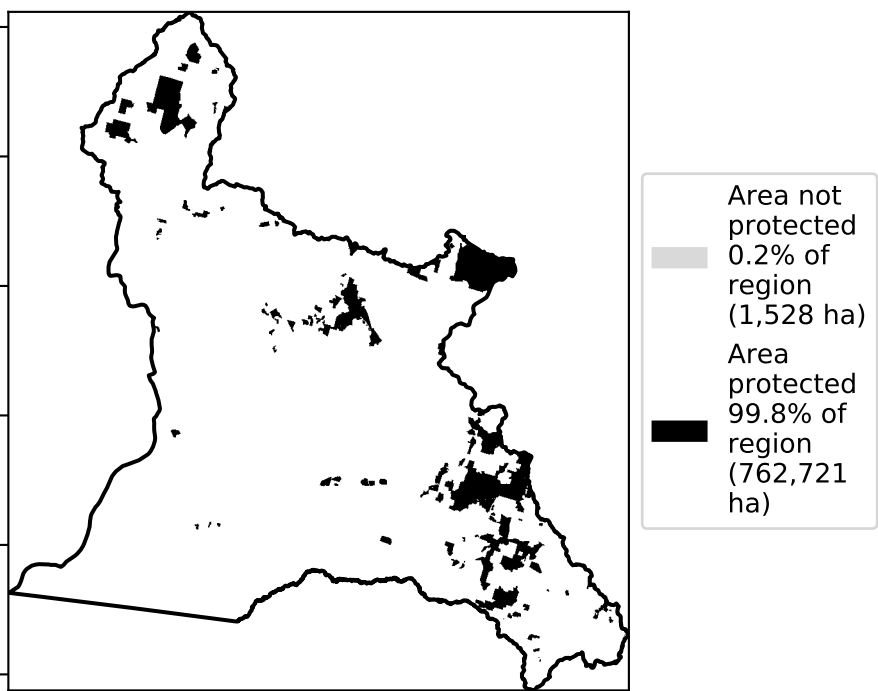 Area not
protected
0.2% of
region
(1,528 ha)
Area
protected
99.8% of
region
(762,721
ha)